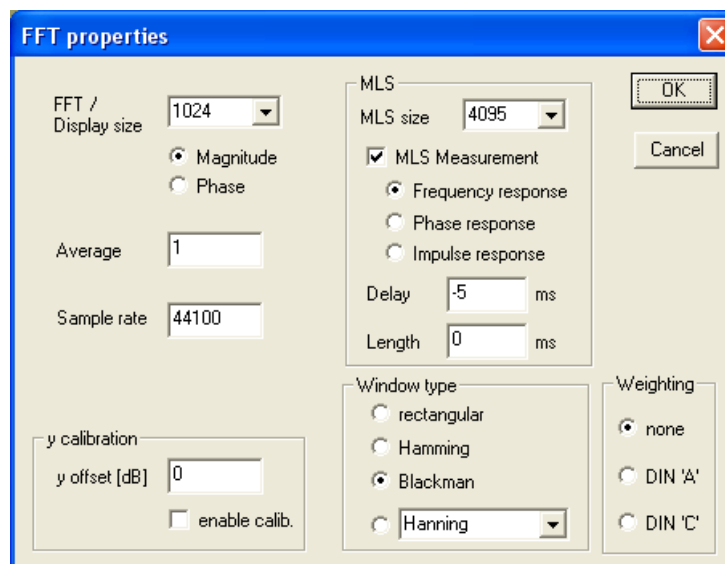 FFT properties
FFT /
Display size
1024
Magnitude
Phase
Average
1
Sample rate
44100
y calibration
y offset [dB]
0
enable calib.
MLS
MLS size
4095
MLS Measurement
Frequency response
Phase response
Impulse response
Delay
-5
ms
Length
0
ms
Window type
rectangular
Hamming
Blackman
Hanning
OK
Cancel
Weighting
none
DIN 'A'
DIN 'C'